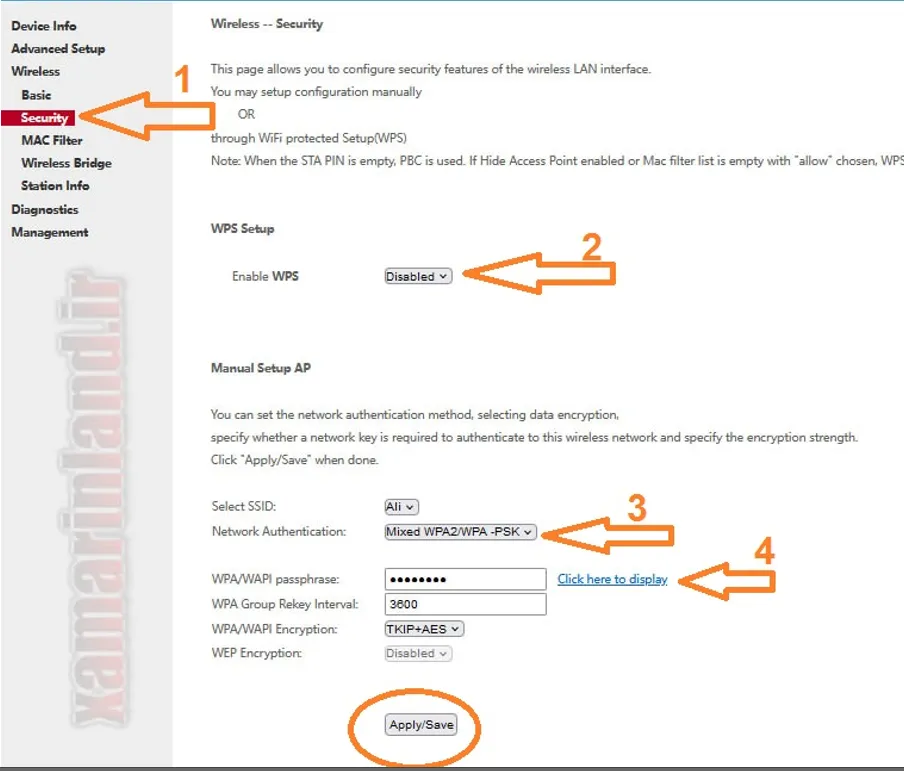 Device Info
Advanced Setup
Wireless
Basic
Security
MAC Filter
Wireless Bridge
Station Info
Diagnostics
Management
xamarinland.ir
1
Wireless -- Security
This page allows you to configure security features of the wireless LAN interface.
You may setup configuration manually
OR
through WiFi protected Setup(WPS)
Note: When the STA PIN is empty, PBC is used. If Hide Access Point enabled or Mac filter list is empty with "allow" chosen, WPS
WPS Setup
2
Enable WPS Disabled
Manual Setup AP
You can set the network authentication method, selecting data encryption,
specify whether a network key is required to authenticate to this wireless network and specify the encryption strength.
Click "Apply/Save" when done.
Select SSID: Ali
3
Network Authentication: Mixed WPA2/WPA -PSK
4
WPA/WAPI passphrase: •••••••• Click here to display
WPA Group Rekey Interval: 3600
WPA/WAPI Encryption: TKIP+AES
WEP Encryption: Disabled
Apply/Save